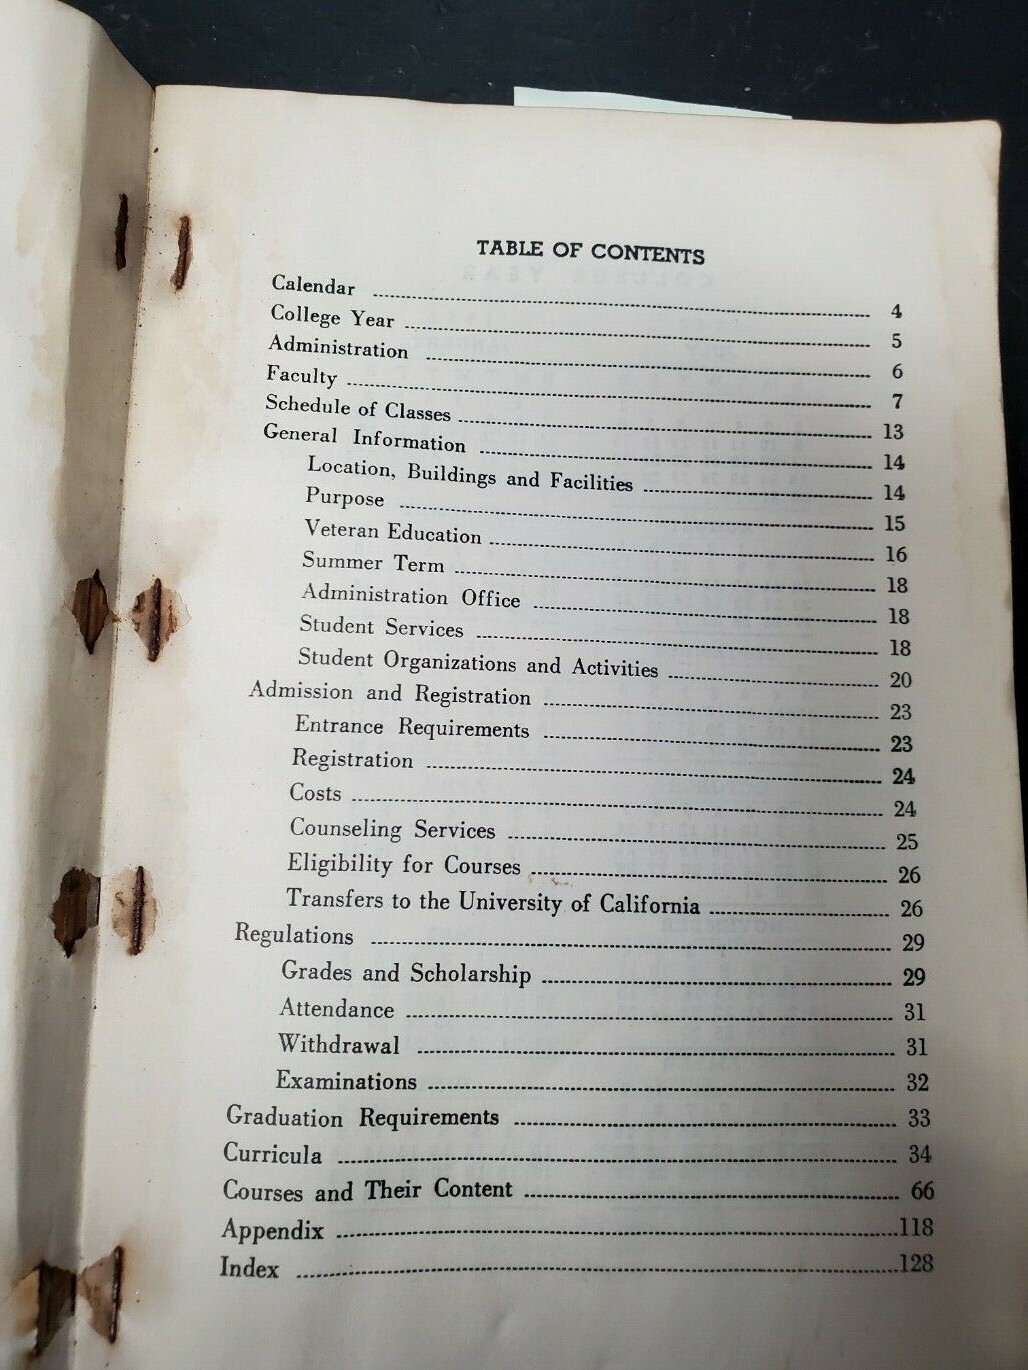 TABLE OF CONTENTS
Calendar 4
College Year 5
Administration 6
Faculty 7
Schedule of Classes 13
General Information 14
Location, Buildings and Facilities 14
Purpose 15
Veteran Education 16
Summer Term 18
Administration Office 18
Student Services 18
Student Organizations and Activities 20
Admission and Registration 23
Entrance Requirements 23
Registration 24
Costs 24
Counseling Services 25
Eligibility for Courses 26
Transfers to the University of California 26
Regulations 29
Grades and Scholarship 29
Attendance 31
Withdrawal 31
Examinations 32
Graduation Requirements 33
Curricula 34
Courses and Their Content 66
Appendix 118
Index 128